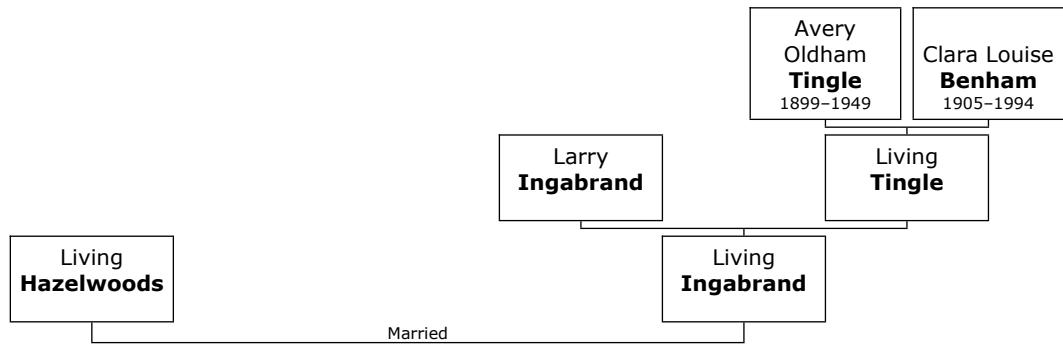 Avery
Oldham
Tingle
1899–1949
Clara Louise
Benham
1905–1994
Larry
Ingabrand
Living
Tingle
Living
Hazelwoods
Living
Ingabrand
Married